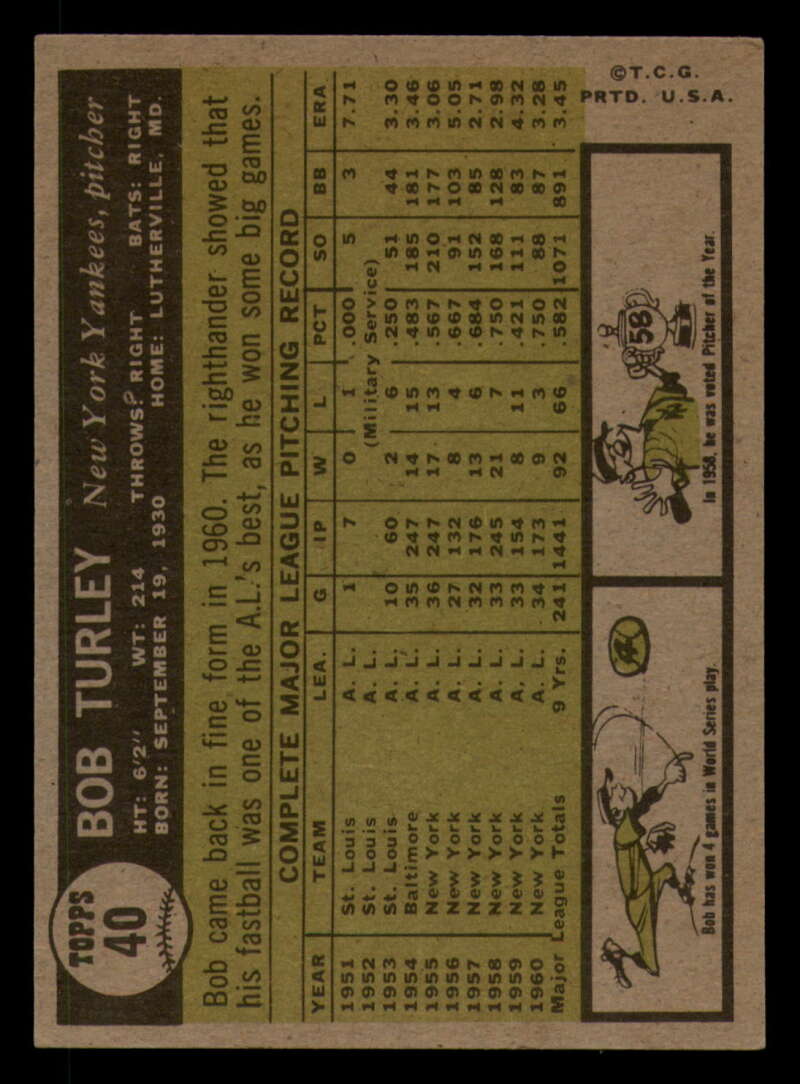 TOPPS
40
BOB TURLEY New York Yankees, pitcher
HT: 6'2" WT: 214 THROWS: RIGHT BATS: RIGHT
BORN: SEPTEMBER 19, 1930 HOME: LUTHERVILLE, MD.
Bob came back in fine form in 1960. The righthander showed that
his fastball was one of the A.L.'s best, as he won some big games.
COMPLETE MAJOR LEAGUE PITCHING RECORD
YEAR TEAM LEA. G IP W L PCT SO BB ERA
1951 St. Louis A. L. 1 7 0 1 .000 5 3 7.71
1952 St. Louis A. L. (Military Service)
1953 St. Louis A. L. 10 60 2 6 .250 51 44 3.30
1954 Baltimore A. L. 35 247 14 15 .483 185 181 3.46
1955 New York A. L. 36 247 17 13 .567 210 177 3.06
1956 New York A. L. 27 132 8 4 .667 91 103 5.05
1957 New York A. L. 32 176 13 6 .684 152 85 2.71
1958 New York A. L. 33 245 21 7 .750 168 128 2.98
1959 New York A. L. 33 154 8 11 .421 111 83 4.32
1960 New York A. L. 34 173 9 3 .750 88 87 3.28
Major League Totals 9 Yrs. 241 1441 92 66 .582 1071 891 3.45
Bob has won 4 games in World Series play.
58
In 1958, he was voted Pitcher of the Year.
©T.C.G.
PRTD. U.S.A.